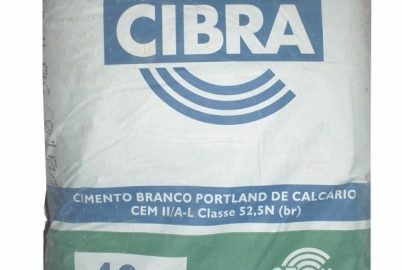 CIBRA
CIMENTO BRANCO PORTLAND DE CALCÁRIO
CEM II/A-L Classe 52,5N (br)